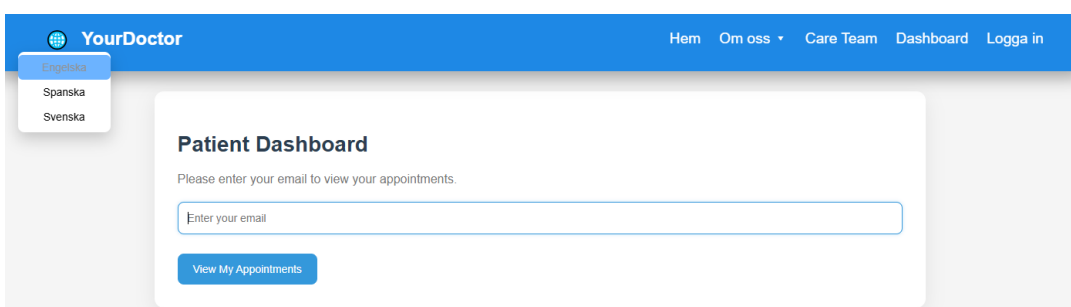 YourDoctor
Hem Om oss ▾ Care Team Dashboard Logga in
Engelska
Spanska
Svenska
Patient Dashboard
Please enter your email to view your appointments.
Enter your email
View My Appointments